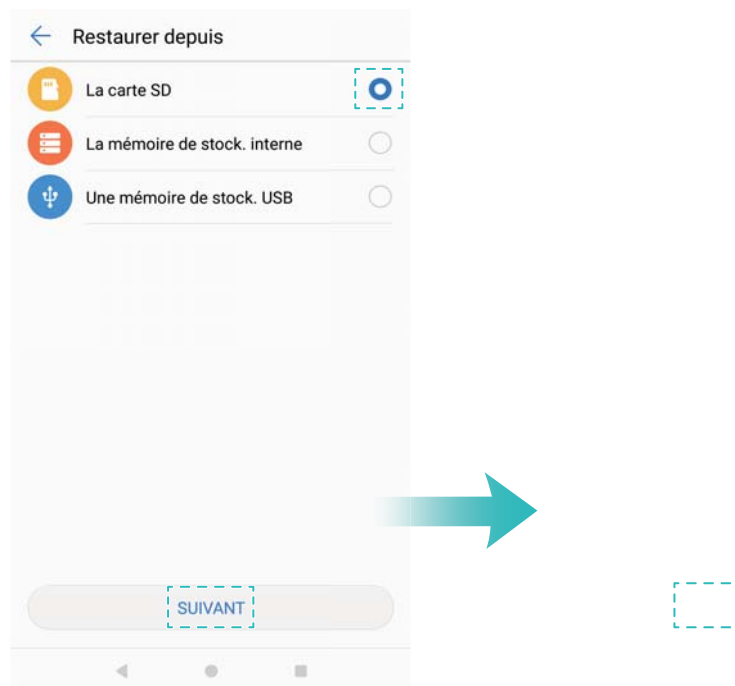 Restaurer depuis
La carte SD
La mémoire de stock. interne
Une mémoire de stock. USB
SUIVANT